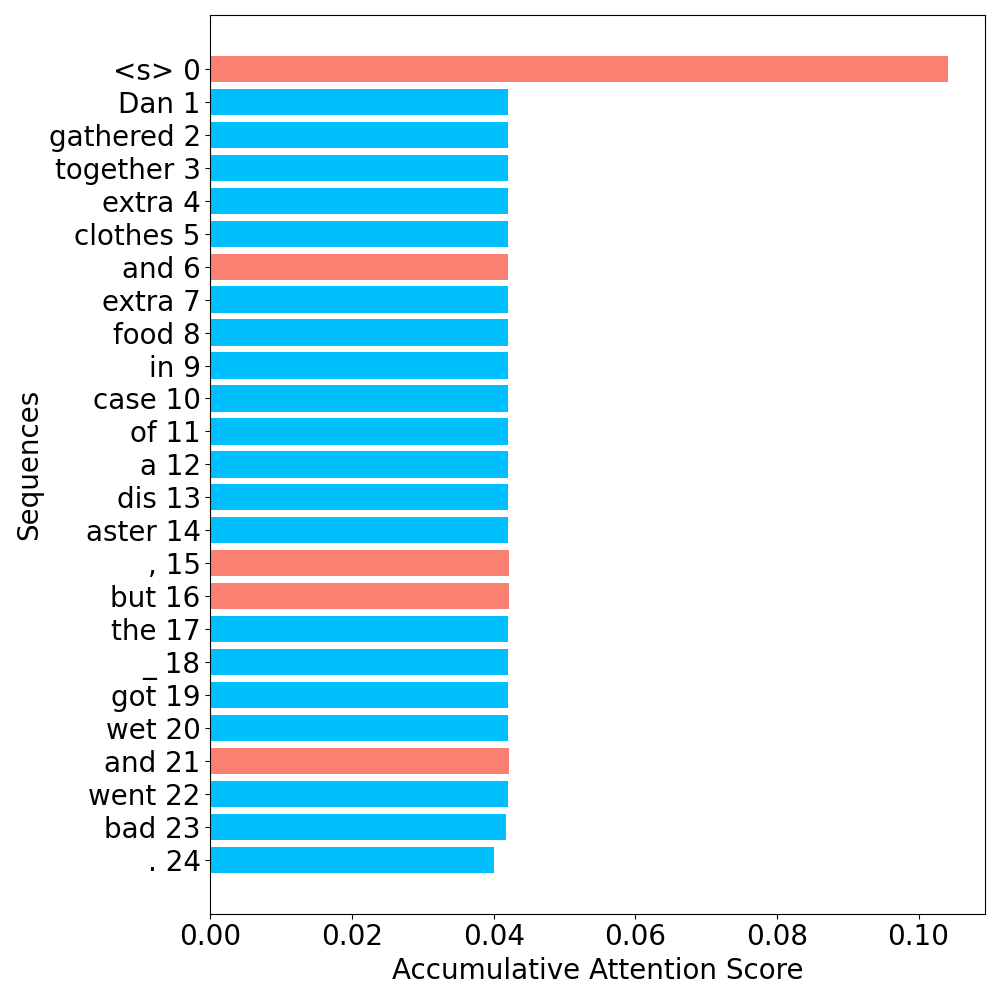 <s> 0
Dan 1
gathered 2
together 3
extra 4
clothes 5
and 6
extra 7
food 8
in 9
case 10
of 11
a 12
dis 13
aster 14
, 15
but 16
the 17
_ 18
got 19
wet 20
and 21
went 22
bad 23
. 24
Sequences
0.00 0.02 0.04 0.06 0.08 0.10
Accumulative Attention Score